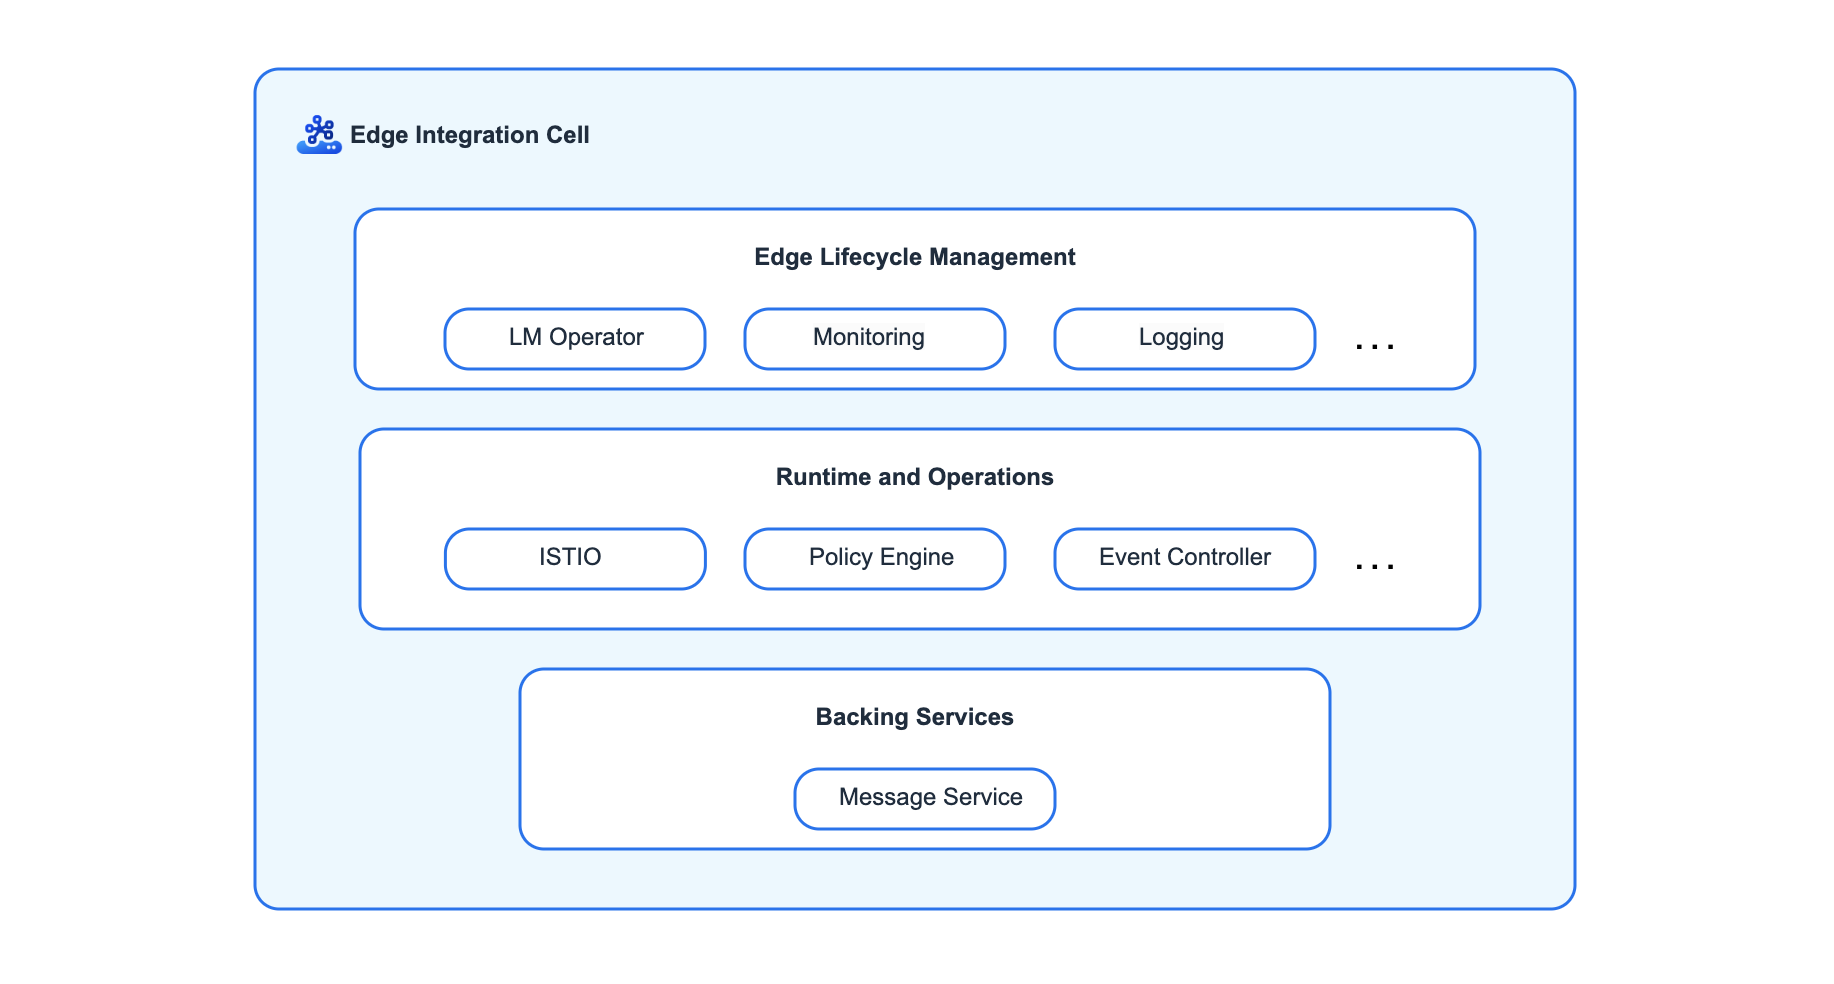 Edge Integration Cell
Edge Lifecycle Management
LM Operator
Monitoring
Logging
...
Runtime and Operations
ISTIO
Policy Engine
Event Controller
...
Backing Services
Message Service